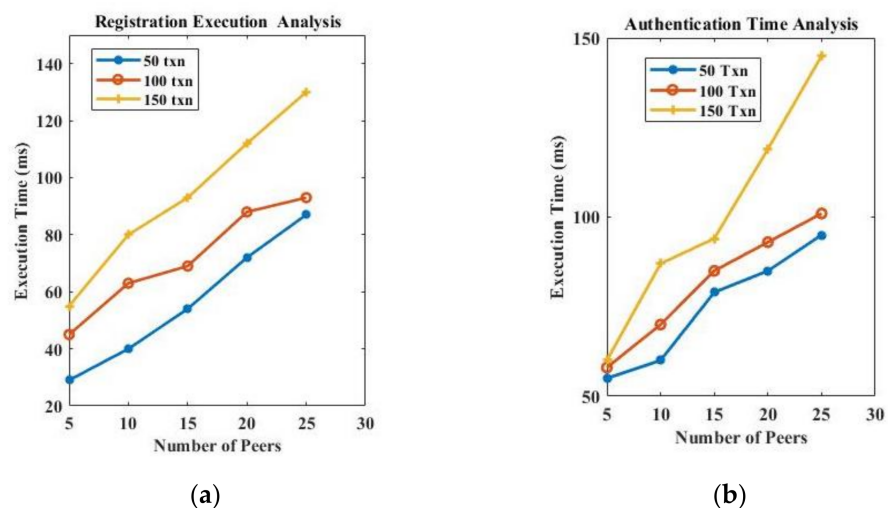 Registration Execution Analysis
50 txn
100 txn
150 txn
140
120
100
80
60
40
20
5 10 15 20 25 30
Execution Time (ms)
Number of Peers
(a)
Authentication Time Analysis
50 Txn
100 Txn
150 Txn
150
100
50
5 10 15 20 25 30
Execution Time (ms)
Number of Peers
(b)